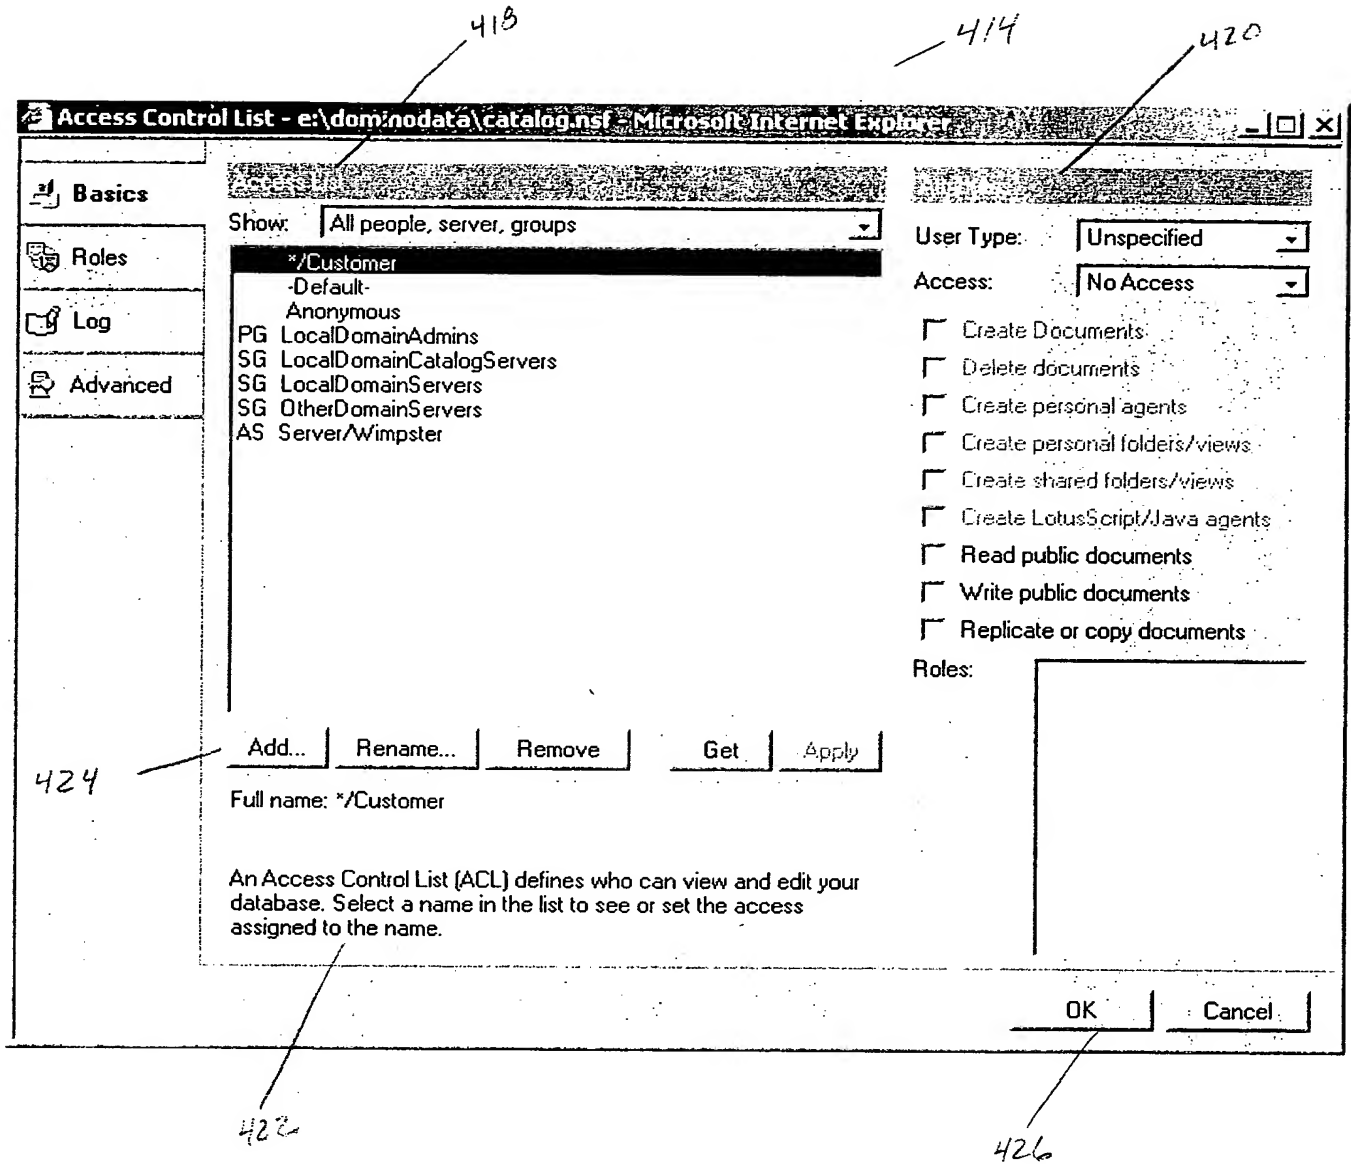 418
414
420
Access Control List - e:\dominodata\catalog.nsf - Microsoft Internet Explorer
Basics
Roles
Log
Advanced
Show: All people, server, groups
*/Customer
-Default-
Anonymous
PG LocalDomainAdmins
SG LocalDomainCatalogServers
SG LocalDomainServers
SG OtherDomainServers
AS Server/Wimpster
User Type: Unspecified
Access: No Access
Create Documents
Delete documents
Create personal agents
Create personal folders/views
Create shared folders/views
Create LotusScript/Java agents
Read public documents
Write public documents
Replicate or copy documents
Roles:
Add... Rename... Remove Get Apply
424
Full name: */Customer
An Access Control List (ACL) defines who can view and edit your
database. Select a name in the list to see or set the access
assigned to the name.
OK Cancel
422
426